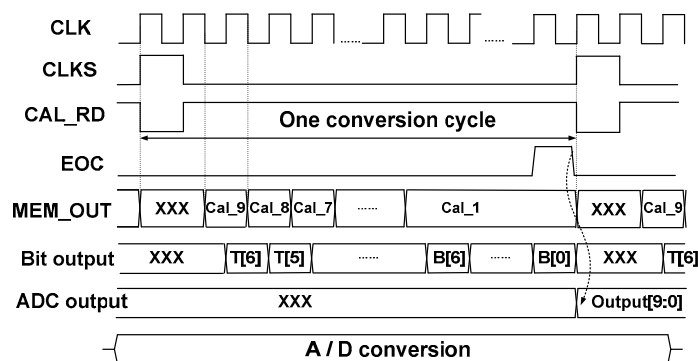 CLK
...... ......
CLKS
CAL_RD
One conversion cycle
EOC
MEM_OUT XXX Cal_9 Cal_8 Cal_7 ...... Cal_1 XXX Cal_9
Bit output XXX T[6] T[5] ...... B[6] ...... B[0] XXX T[6]
ADC output XXX Output[9:0]
A / D conversion